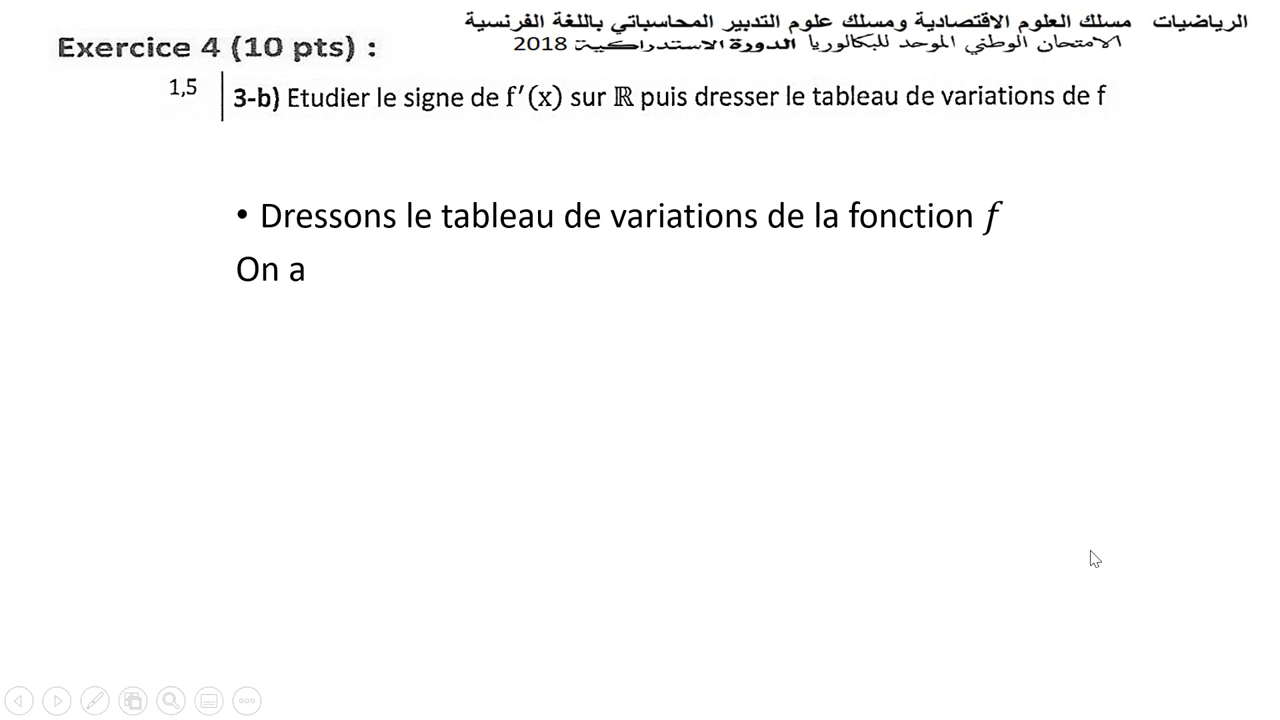 الرياضيات مسلك العلوم الاقتصادية ومسلك علوم التدبير المحاسباتي باللغة الفرنسية
الامتحان الوطني الموحد للبكالوريا الدورة الاستدراكية 2018
Exercice 4 (10 pts) :
1,5 3-b) Etudier le signe de f′(x) sur ℝ puis dresser le tableau de variations de f
• Dressons le tableau de variations de la fonction f
On a